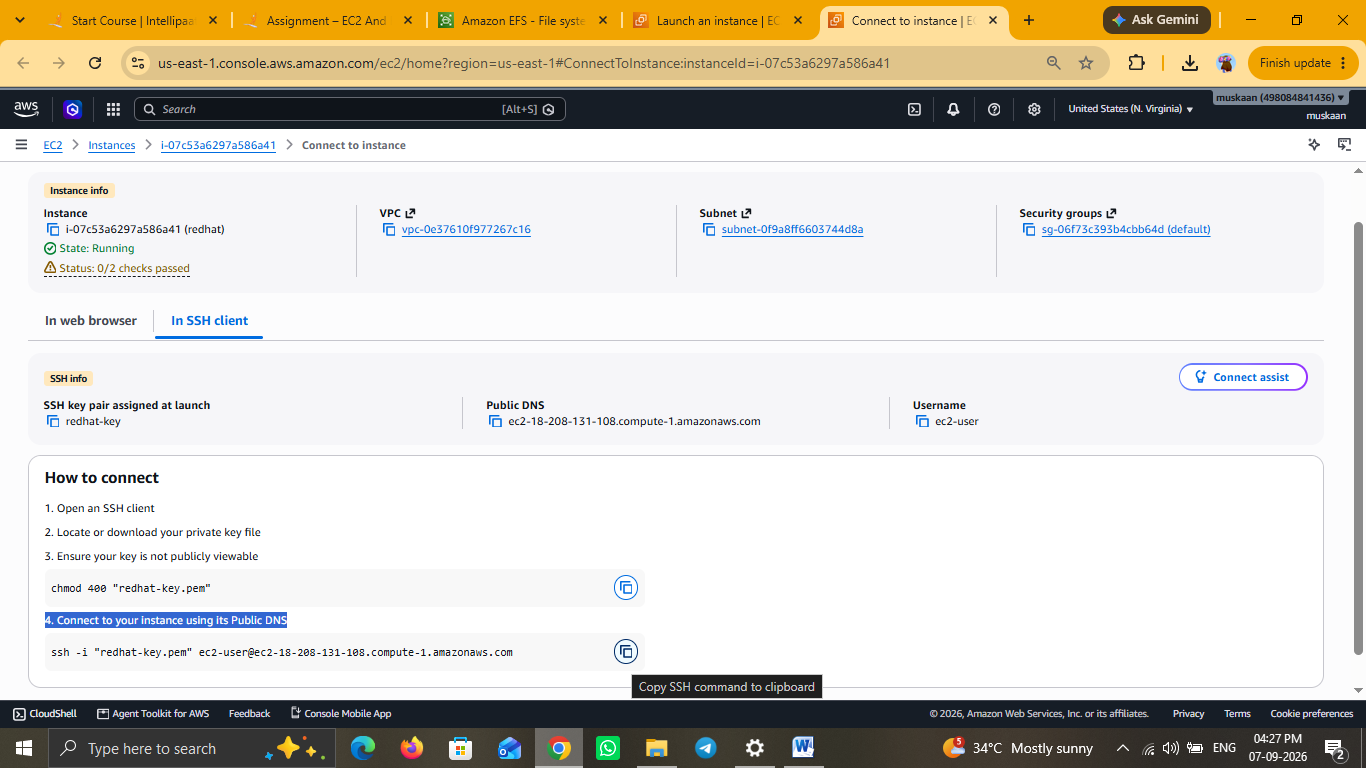 Start Course | Intellipaa
Assignment – EC2 And
Amazon EFS - File syste
Launch an instance | EC
Connect to instance | EC
Ask Gemini
us-east-1.console.aws.amazon.com/ec2/home?region=us-east-1#ConnectToInstance:instanceId=i-07c53a6297a586a41
Finish update
aws
Search
[Alt+S]
United States (N. Virginia)
muskaan (498084841436)
muskaan
EC2
Instances
i-07c53a6297a586a41
Connect to instance
Instance info
Instance
i-07c53a6297a586a41 (redhat)
State: Running
Status: 0/2 checks passed
VPC
vpc-0e37610f977267c16
Subnet
subnet-0f9a8ff6603744d8a
Security groups
sg-06f73c393b4cbb64d (default)
In web browser
In SSH client
SSH info
Connect assist
SSH key pair assigned at launch
redhat-key
Public DNS
ec2-18-208-131-108.compute-1.amazonaws.com
Username
ec2-user
How to connect
1. Open an SSH client
2. Locate or download your private key file
3. Ensure your key is not publicly viewable
chmod 400 "redhat-key.pem"
4. Connect to your instance using its Public DNS
ssh -i "redhat-key.pem" ec2-user@ec2-18-208-131-108.compute-1.amazonaws.com
Copy SSH command to clipboard
CloudShell
Agent Toolkit for AWS
Feedback
Console Mobile App
© 2026, Amazon Web Services, Inc. or its affiliates.
Privacy
Terms
Cookie preferences
Type here to search
5
34°C Mostly sunny
ENG
04:27 PM
07-09-2026
2